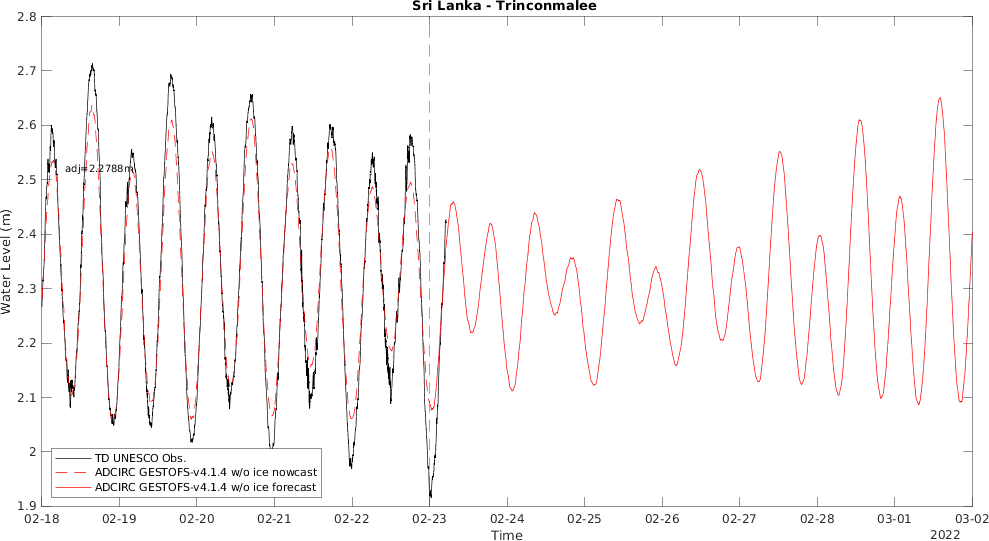 Sri Lanka - Trinconmalee
2.8
2.7
2.6
2.5
2.4
2.3
2.2
2.1
2
1.9
Water Level (m)
adj=2.2788m
TD UNESCO Obs.
ADCIRC GESTOFS-v4.1.4 w/o ice nowcast
ADCIRC GESTOFS-v4.1.4 w/o ice forecast
02-18 02-19 02-20 02-21 02-22 02-23 02-24 02-25 02-26 02-27 02-28 03-01 03-02
Time
2022